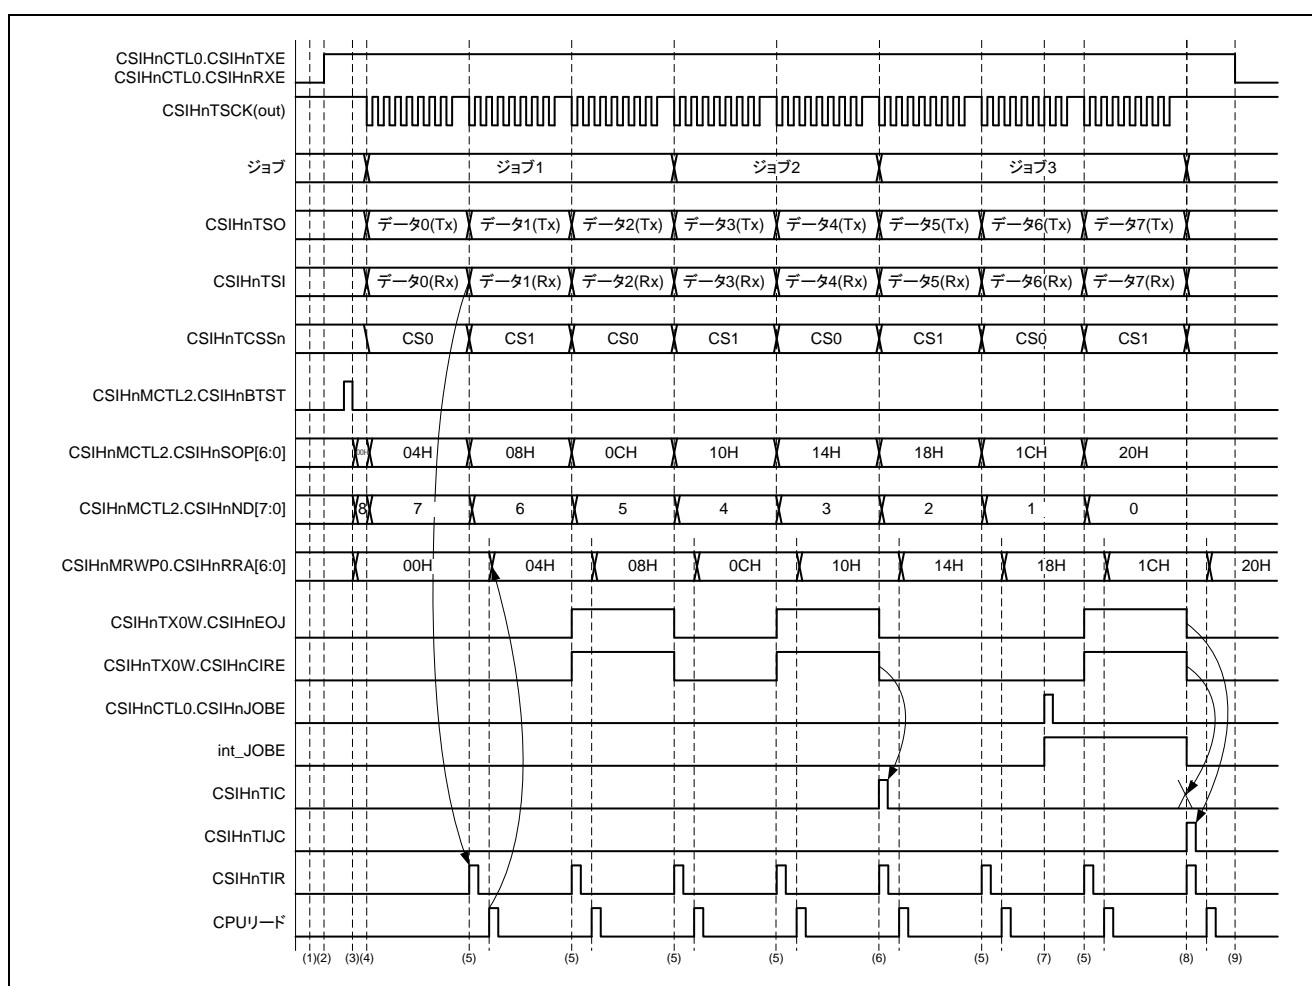 CSIHnCTL0.CSIHnTXE
CSIHnCTL0.CSIHnRXE
CSIHnTSCK(out)
ジョブ ジョブ1 ジョブ2 ジョブ3
CSIHnTSO データ0(Tx) データ1(Tx) データ2(Tx) データ3(Tx) データ4(Tx) データ5(Tx) データ6(Tx) データ7(Tx)
CSIHnTSI データ0(Rx) データ1(Rx) データ2(Rx) データ3(Rx) データ4(Rx) データ5(Rx) データ6(Rx) データ7(Rx)
CSIHnTCSSn CS0 CS1 CS0 CS1 CS0 CS1 CS0 CS1
CSIHnMCTL2.CSIHnBTST
CSIHnMCTL2.CSIHnSOP[6:0] 00H 04H 08H 0CH 10H 14H 18H 1CH 20H
CSIHnMCTL2.CSIHnND[7:0] 8 7 6 5 4 3 2 1 0
CSIHnMRWP0.CSIHnRRA[6:0] 00H 04H 08H 0CH 10H 14H 18H 1CH 20H
CSIHnTX0W.CSIHnEOJ
CSIHnTX0W.CSIHnCIRE
CSIHnCTL0.CSIHnJOBE
int_JOBE
CSIHnTIC
CSIHnTIJC
CSIHnTIR
CPUリード
(1)(2) (3)(4) (5) (5) (5) (5) (6) (5) (7) (5) (8) (9)